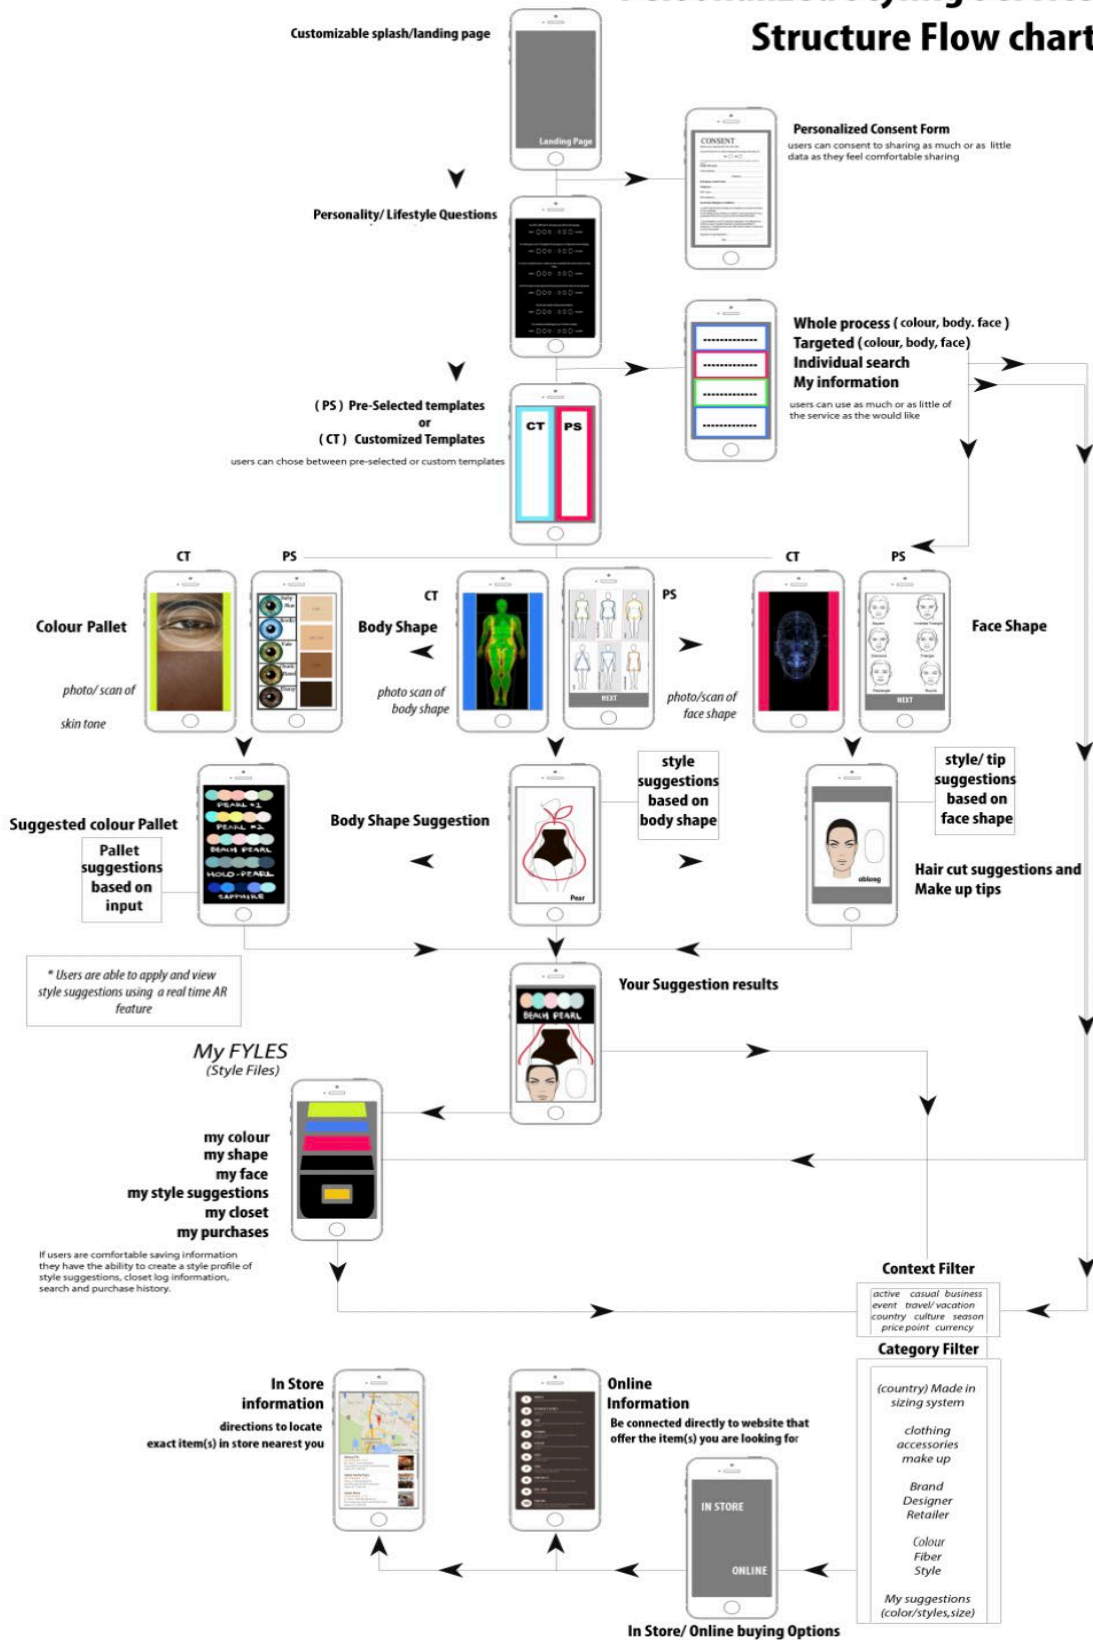 Structure Flow chart
Customizable splash/landing page
Landing Page
CONSENT
Personalized Consent Form
users can consent to sharing as much or as little
data as they feel comfortable sharing
Personality/ Lifestyle Questions
Whole process ( colour, body. face )
Targeted ( colour, body, face)
Individual search
My information
users can use as much or as little of
the service as the would like
( PS ) Pre-Selected templates
or
( CT ) Customized Templates
users can chose between pre-selected or custom templates
CT PS
CT PS
CT PS
CT PS
Colour Pallet
Body Shape
Face Shape
NEXT
NEXT
photo/ scan of
skin tone
photo scan of
body shape
photo/scan of
face shape
Suggested colour Pallet
Pallet
suggestions
based on
input
PEARL #1
PEARL #2
BEACH PEARL
HOLO-PEARL
SAPPHIRE
Body Shape Suggestion
Pear
style
suggestions
based on
body shape
style/ tip
suggestions
based on
face shape
oblong
Hair cut suggestions and
Make up tips
* Users are able to apply and view
style suggestions using a real time AR
feature
Your Suggestion results
BEACH PEARL
My FYLES
(Style Files)
my colour
my shape
my face
my style suggestions
my closet
my purchases
If users are comfortable saving information
they have the ability to create a style profile of
style suggestions, closet log information,
search and purchase history.
Context Filter
active casual business
event travel/ vacation
country culture season
price point currency
Category Filter
(country) Made in
sizing system
clothing
accessories
make up
Brand
Designer
Retailer
Colour
Fiber
Style
My suggestions
(color/styles,size)
In Store
information
directions to locate
exact item(s) in store nearest you
Online
Information
Be connected directly to website that
offer the item(s) you are looking for
IN STORE
ONLINE
In Store/ Online buying Options